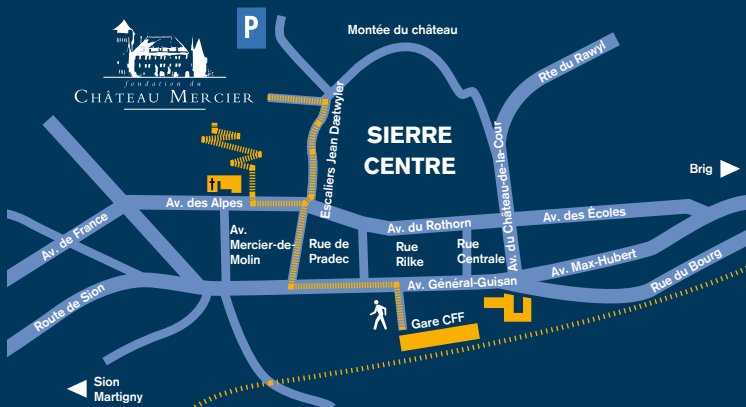 P
fondation du
CHÂTEAU MERCIER
Montée du château
Rte du Rawyl
Escaliers Jean Dætwyler
SIERRE
CENTRE
Av. du Château-de-la-Cour
Brig
Av. des Alpes
Av. du Rothorn
Av. des Écoles
Av. de France
Av.
Mercier-de-
Molin
Rue de
Pradec
Rue
Rilke
Rue
Centrale
Av. Max-Hubert
Rue du Bourg
Av. Général-Guisan
Route de Sion
Gare CFF
Sion
Martigny